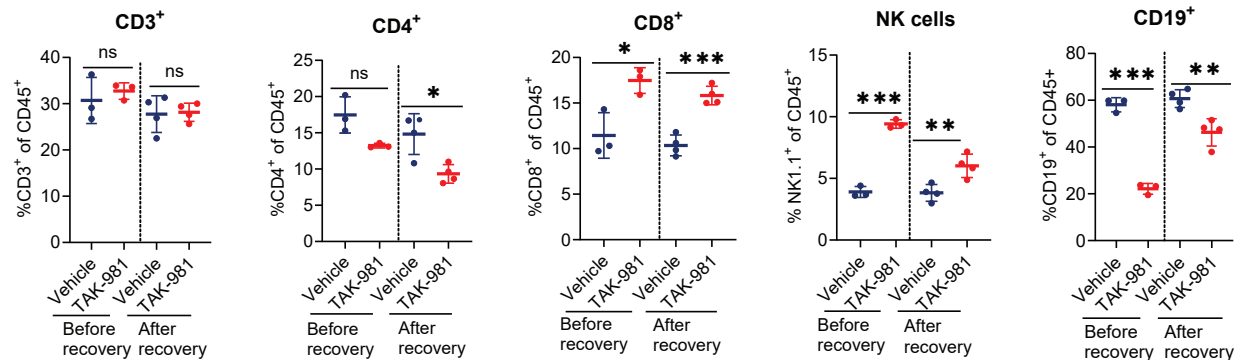 CD3⁺
ns
ns
%CD3⁺ of CD45⁺
40
30
20
10
0
Vehicle
TAK-981
Vehicle
TAK-981
Before recovery
After recovery
CD4⁺
ns
*
%CD4⁺ of CD45⁺
25
20
15
10
5
0
Vehicle
TAK-981
Vehicle
TAK-981
Before recovery
After recovery
CD8⁺
*
***
%CD8⁺ of CD45⁺
20
15
10
5
0
Vehicle
TAK-981
Vehicle
TAK-981
Before recovery
After recovery
NK cells
***
**
% NK1.1⁺ of CD45⁺
15
10
5
0
Vehicle
TAK-981
Vehicle
TAK-981
Before recovery
After recovery
CD19⁺
***
**
%CD19⁺ of CD45+
80
60
40
20
0
Vehicle
TAK-981
Vehicle
TAK-981
Before recovery
After recovery